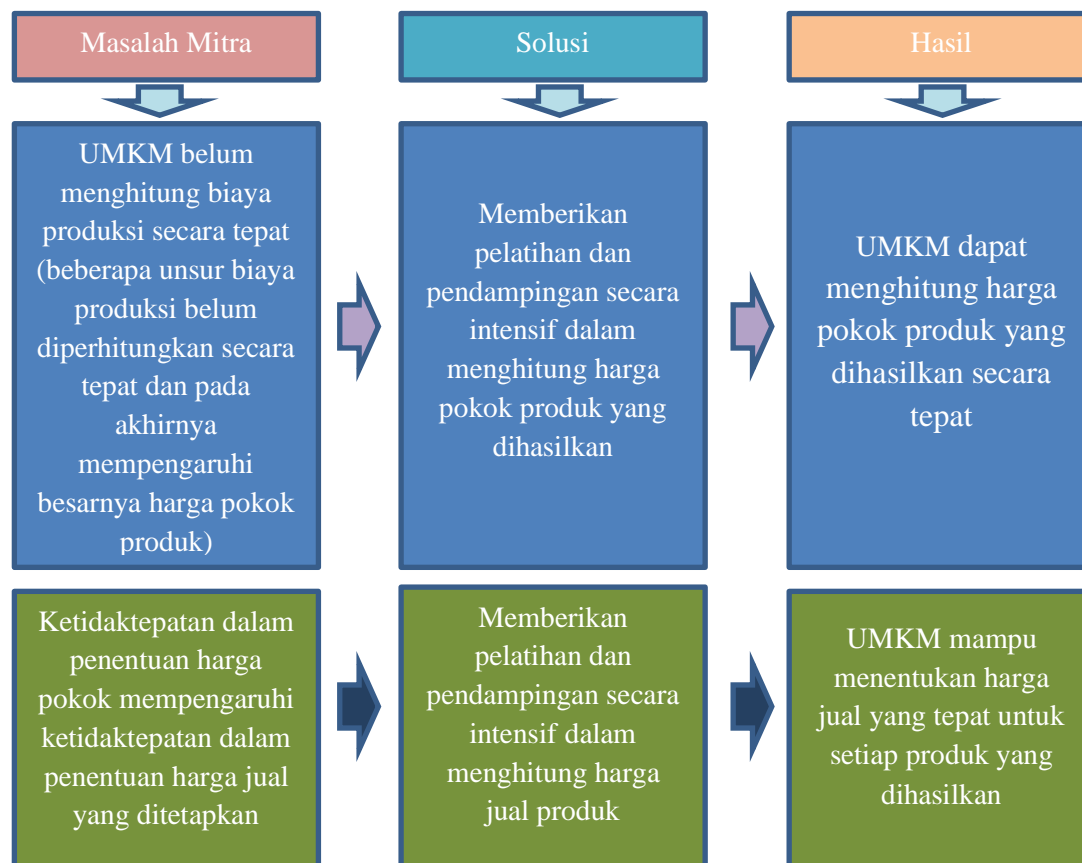 Masalah Mitra
Solusi
Hasil
UMKM belum
menghitung biaya
produksi secara tepat
(beberapa unsur biaya
produksi belum
diperhitungkan secara
tepat dan pada
akhirnya
mempengaruhi
besarnya harga pokok
produk)
Memberikan
pelatihan dan
pendampingan secara
intensif dalam
menghitung harga
pokok produk yang
dihasilkan
UMKM dapat
menghitung harga
pokok produk yang
dihasilkan secara
tepat
Ketidaktepatan dalam
penentuan harga
pokok mempengaruhi
ketidaktepatan dalam
penentuan harga jual
yang ditetapkan
Memberikan
pelatihan dan
pendampingan secara
intensif dalam
menghitung harga
jual produk
UMKM mampu
menentukan harga
jual yang tepat untuk
setiap produk yang
dihasilkan